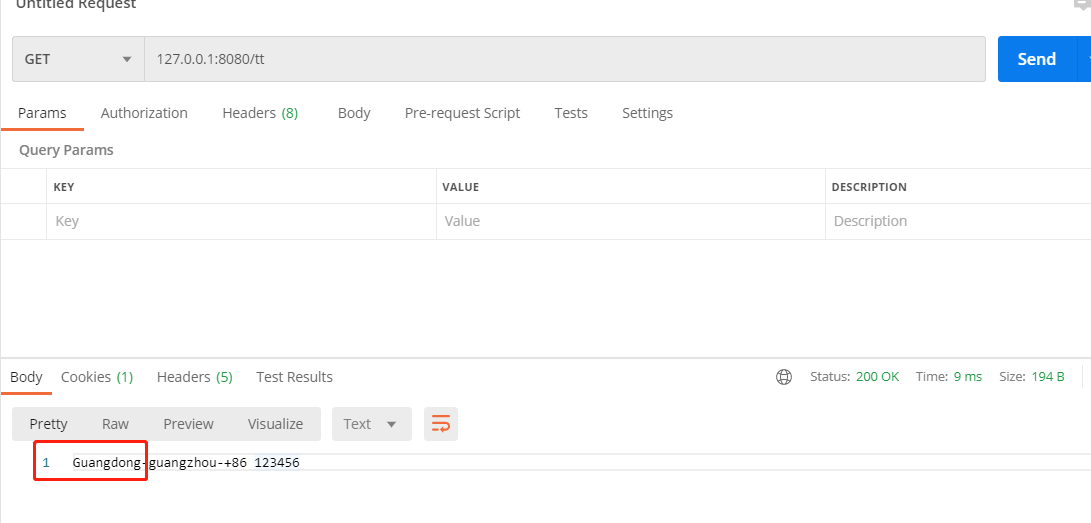 Untitled Request
GET 127.0.0.1:8080/tt Send
Params Authorization Headers (8) Body Pre-request Script Tests Settings
Query Params
KEY VALUE DESCRIPTION
Key Value Description
Body Cookies (1) Headers (5) Test Results Status: 200 OK Time: 9 ms Size: 194 B
Pretty Raw Preview Visualize Text
1 Guangdong-guangzhou-+86 123456